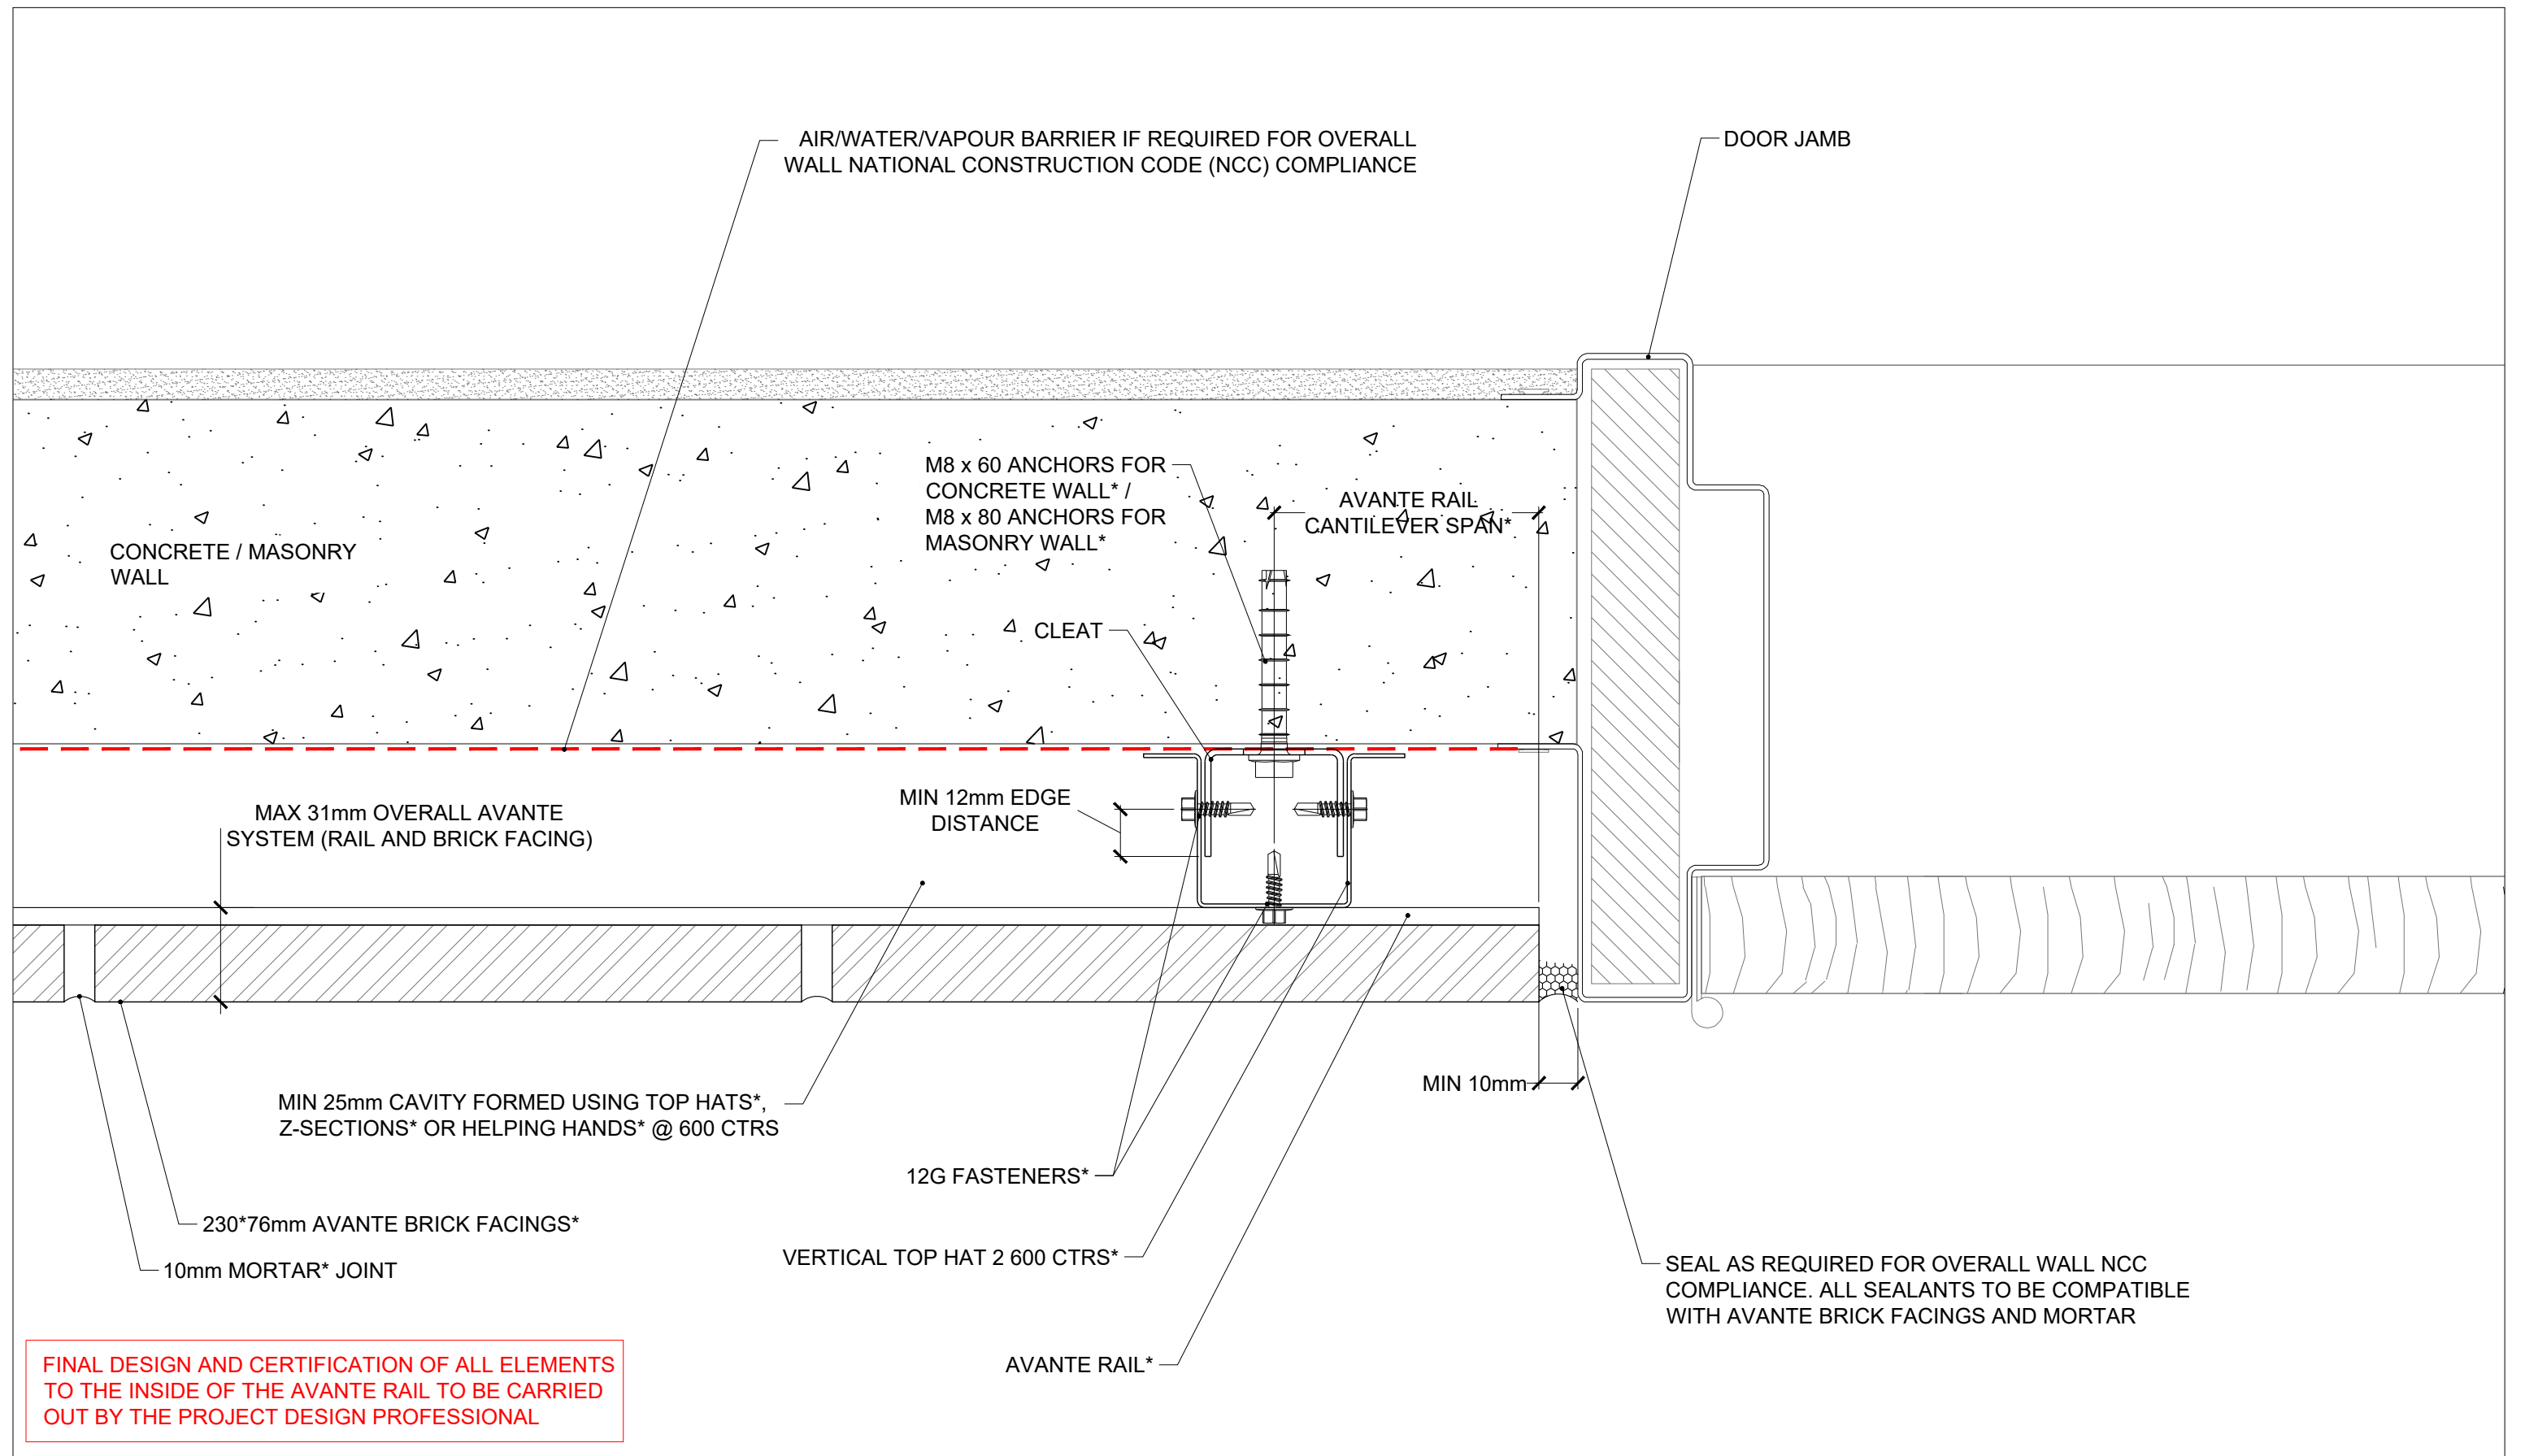 AIR/WATER/VAPOUR BARRIER IF REQUIRED FOR OVERALL
WALL NATIONAL CONSTRUCTION CODE (NCC) COMPLIANCE
DOOR JAMB
M8 x 60 ANCHORS FOR
CONCRETE WALL* /
M8 x 80 ANCHORS FOR
MASONRY WALL*
AVANTE RAIL
CANTILEVER SPAN*
CONCRETE / MASONRY
WALL
CLEAT
MAX 31mm OVERALL AVANTE
SYSTEM (RAIL AND BRICK FACING)
MIN 12mm EDGE
DISTANCE
MIN 10mm
MIN 25mm CAVITY FORMED USING TOP HATS*,
Z-SECTIONS* OR HELPING HANDS* @ 600 CTRS
12G FASTENERS*
230*76mm AVANTE BRICK FACINGS*
10mm MORTAR* JOINT
VERTICAL TOP HAT 2 600 CTRS*
SEAL AS REQUIRED FOR OVERALL WALL NCC
COMPLIANCE. ALL SEALANTS TO BE COMPATIBLE
WITH AVANTE BRICK FACINGS AND MORTAR
AVANTE RAIL*
FINAL DESIGN AND CERTIFICATION OF ALL ELEMENTS
TO THE INSIDE OF THE AVANTE RAIL TO BE CARRIED
OUT BY THE PROJECT DESIGN PROFESSIONAL